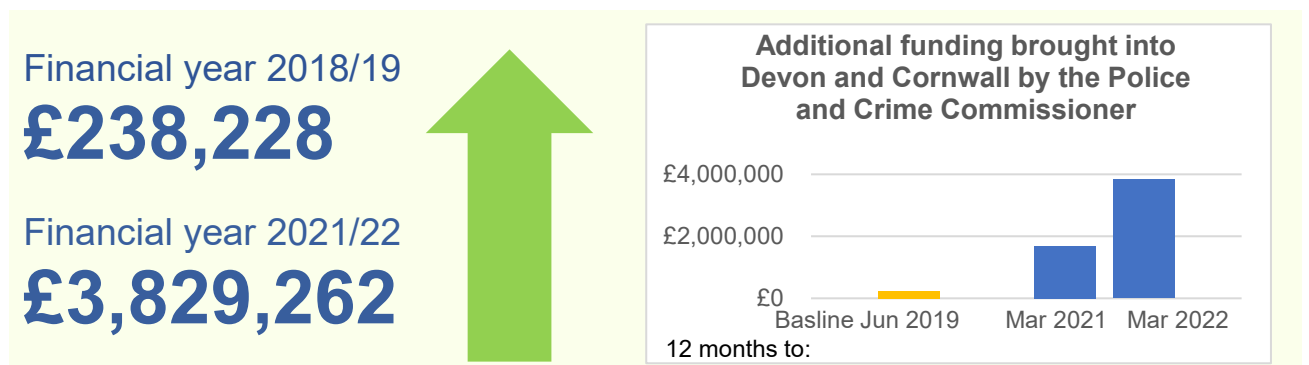 Financial year 2018/19
£238,228
Financial year 2021/22
£3,829,262
Additional funding brought into
Devon and Cornwall by the Police
and Crime Commissioner
£4,000,000
£2,000,000
£0
Basline Jun 2019
Mar 2021
Mar 2022
12 months to: